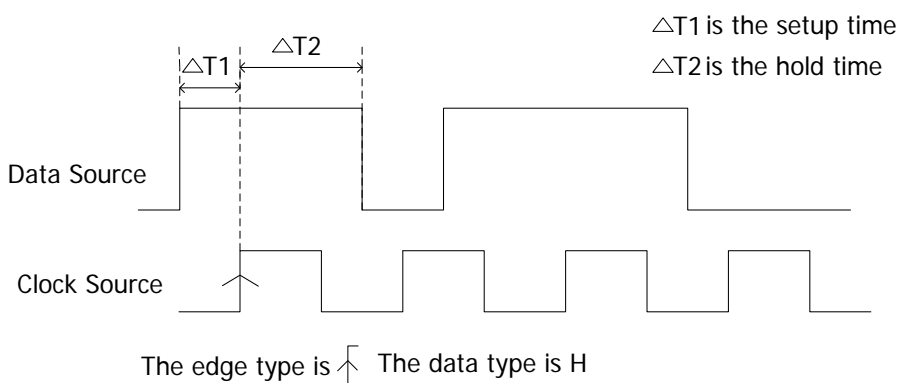 △T1 is the setup time
△T2 is the hold time
△T2
△T1
Data Source
Clock Source
The edge type is The data type is H